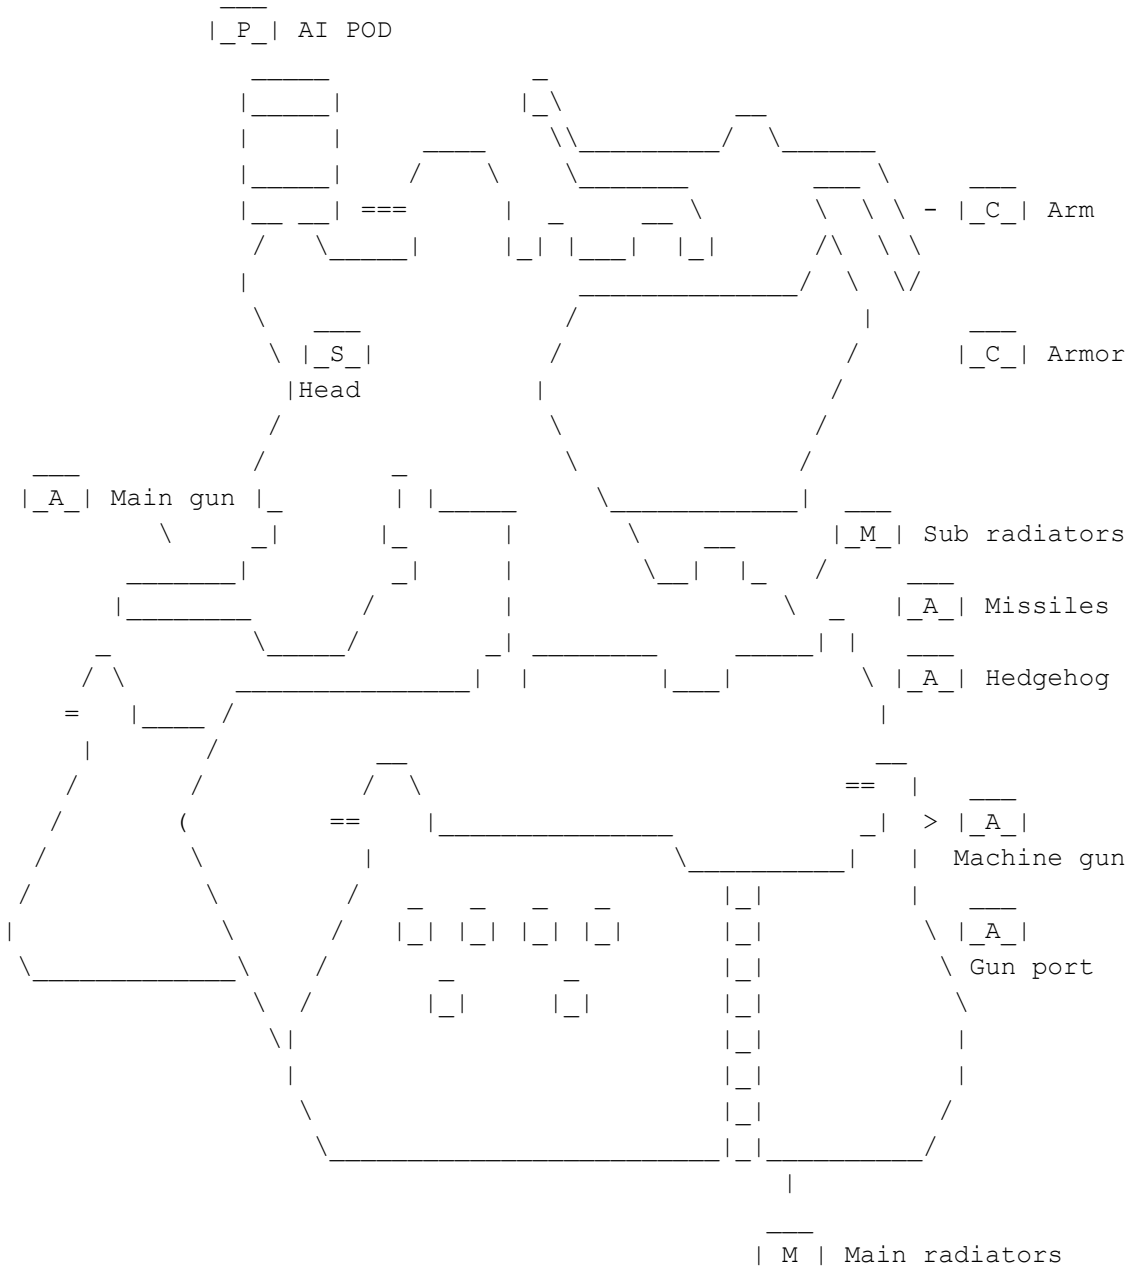 P AI POD
C Arm
S
C Armor
Head
A Main gun
M Sub radiators
A Missiles
A Hedgehog
A
Machine gun
A
Gun port
M Main radiators